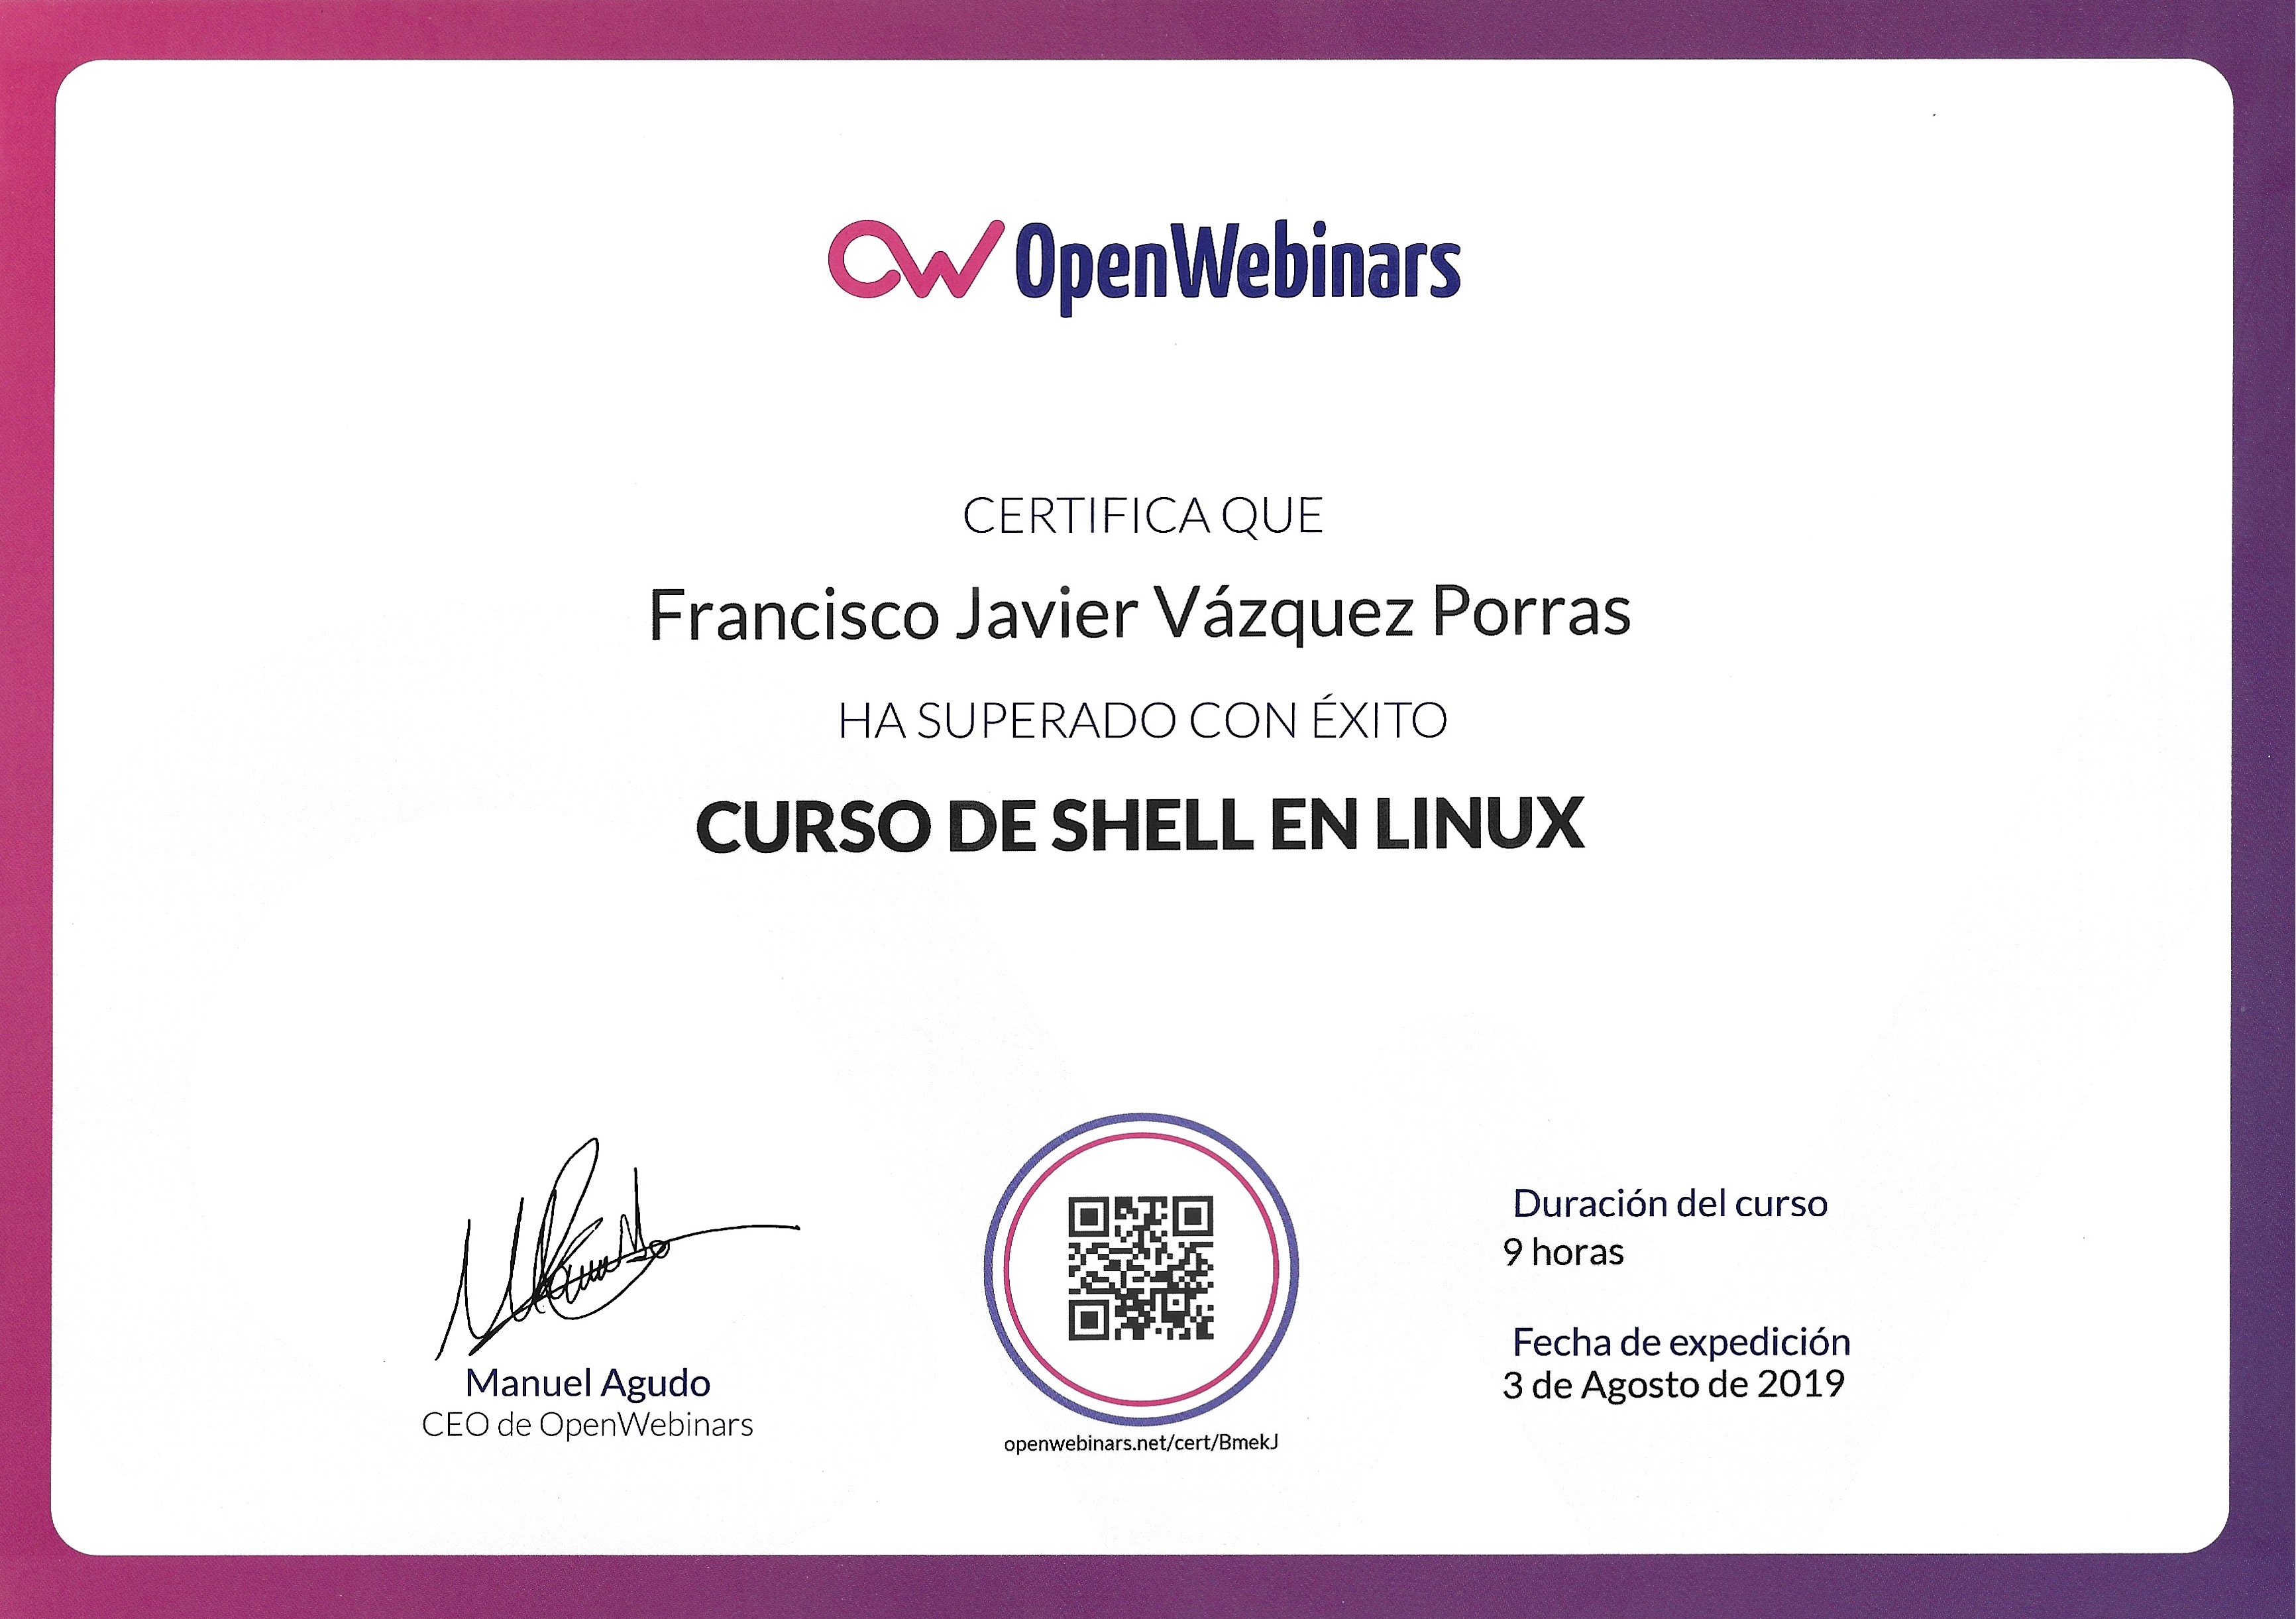 OpenWebinars
CERTIFICA QUE
Francisco Javier Vázquez Porras
HA SUPERADO CON ÉXITO
CURSO DE SHELL EN LINUX
Manuel Agudo
CEO de OpenWebinars
openwebinars.net/cert/BmekJ
Duración del curso
9 horas
Fecha de expedición
3 de Agosto de 2019